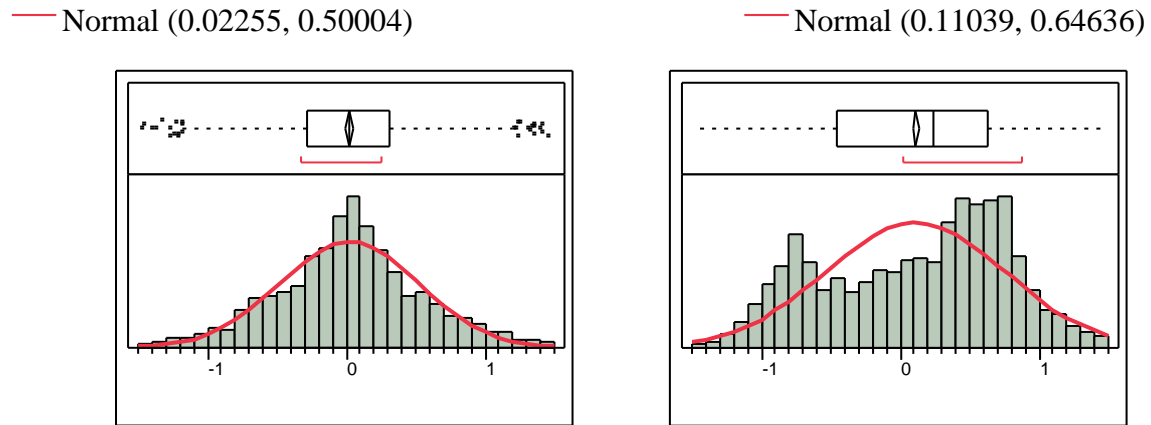 Normal (0.02255, 0.50004)
Normal (0.11039, 0.64636)
-1 0 1
-1 0 1